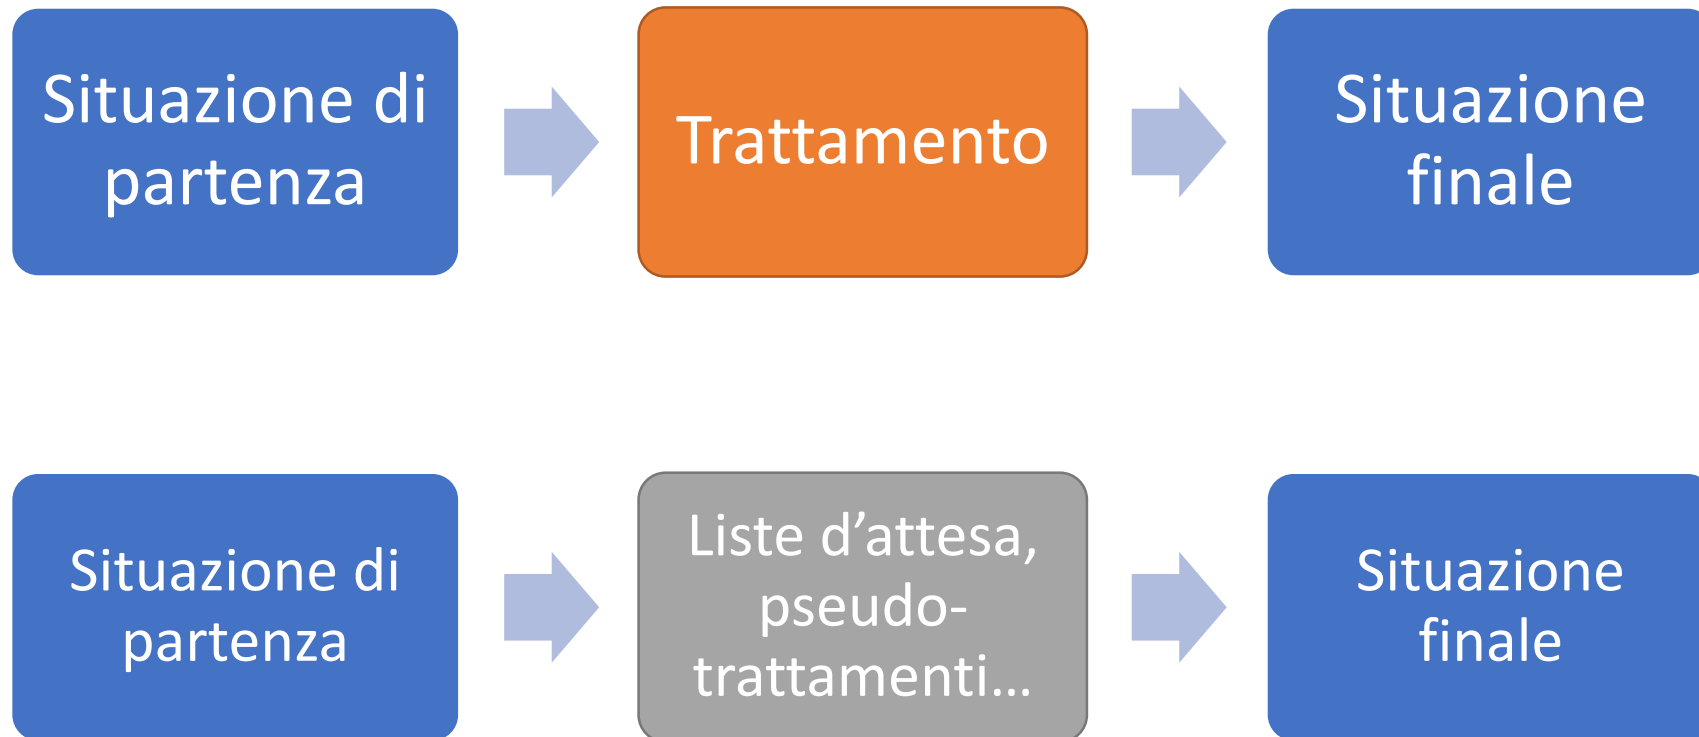 Situazione di
partenza
Trattamento
Situazione
finale
Situazione di
partenza
Liste d’attesa,
pseudo-
trattamenti…
Situazione
finale